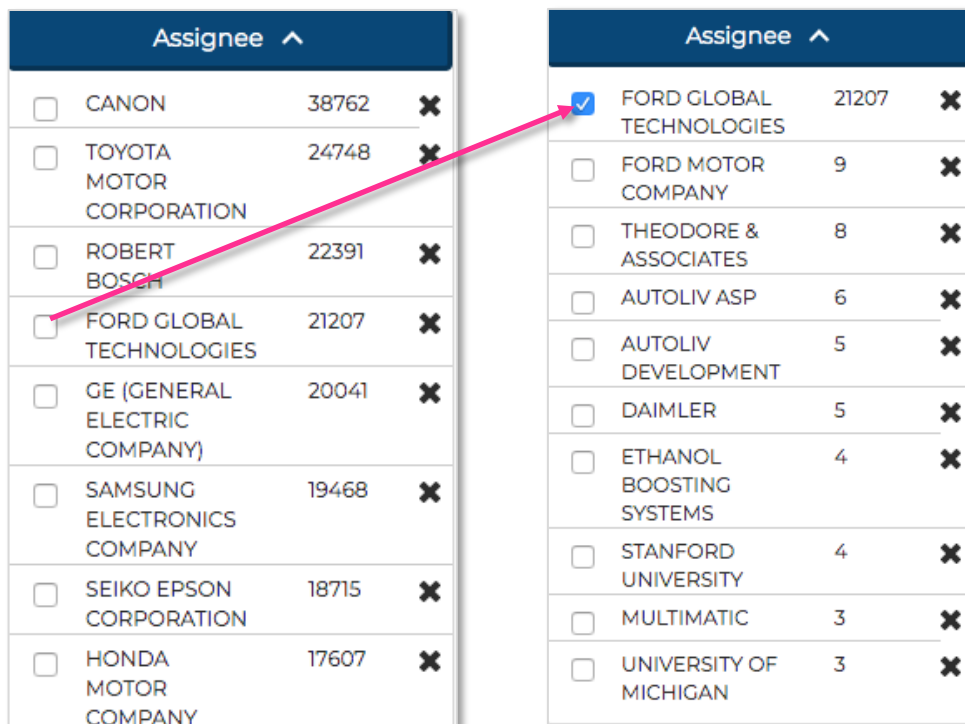 Assignee
CANON 38762
TOYOTA 24748
MOTOR
CORPORATION
ROBERT 22391
BOSCH
FORD GLOBAL 21207
TECHNOLOGIES
GE (GENERAL 20041
ELECTRIC
COMPANY)
SAMSUNG 19468
ELECTRONICS
COMPANY
SEIKO EPSON 18715
CORPORATION
HONDA 17607
MOTOR
COMPANY
Assignee
FORD GLOBAL 21207
TECHNOLOGIES
FORD MOTOR 9
COMPANY
THEODORE & 8
ASSOCIATES
AUTOLIV ASP 6
AUTOLIV 5
DEVELOPMENT
DAIMLER 5
ETHANOL 4
BOOSTING
SYSTEMS
STANFORD 4
UNIVERSITY
MULTIMATIC 3
UNIVERSITY OF 3
MICHIGAN